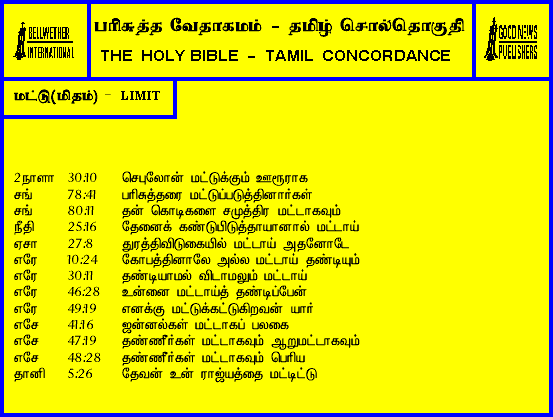 BELLWETHER
INTERNATIONAL
பரிசுத்த வேதாகமம் - தமிழ் சொல்தொகுதி
THE HOLY BIBLE - TAMIL CONCORDANCE
GOOD NEWS
PUBLISHERS
மட்டு(மிதம்) - LIMIT
2நாளா 30:10 செபுலோன் மட்டுக்கும் ஊரூராக
சங் 78:41 பரிசுத்தரை மட்டுப்படுத்தினார்கள்
சங் 80:11 தன் கொடிகளை சமுத்திர மட்டாகவும்
நீதி 25:16 தேனைக் கண்டுபிடுத்தாயானால் மட்டாய்
ஏசா 27:8 துரத்திவிடுகையில் மட்டாய் அதனோடே
எரே 10:24 கோபத்தினாலே அல்ல மட்டாய் தண்டியும்
எரே 30:11 தண்டியாமல் விடாமலும் மட்டாய்
எரே 46:28 உன்னை மட்டாய்த் தண்டிப்பேன்
எரே 49:19 எனக்கு மட்டுக்கட்டுகிறவன் யார்
எசே 41:16 ஜன்னல்கள் மட்டாகப் பலகை
எசே 47:19 தண்ணீர்கள் மட்டாகவும் ஆறுமட்டாகவும்
எசே 48:28 தண்ணீர்கள் மட்டாகவும் பெரிய
தானி 5:26 தேவன் உன் ராஜ்யத்தை மட்டிட்டு